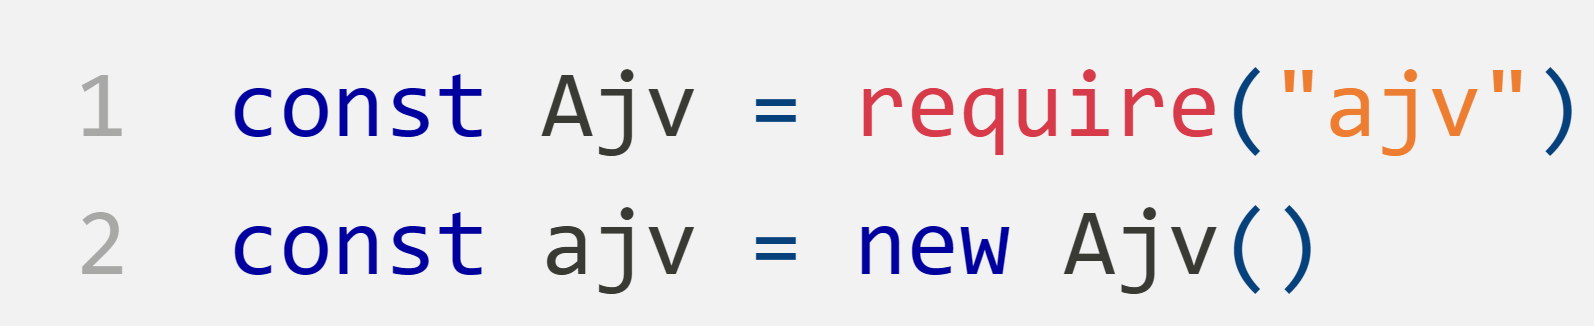 1 const Ajv = require("ajv")
2 const ajv = new Ajv()